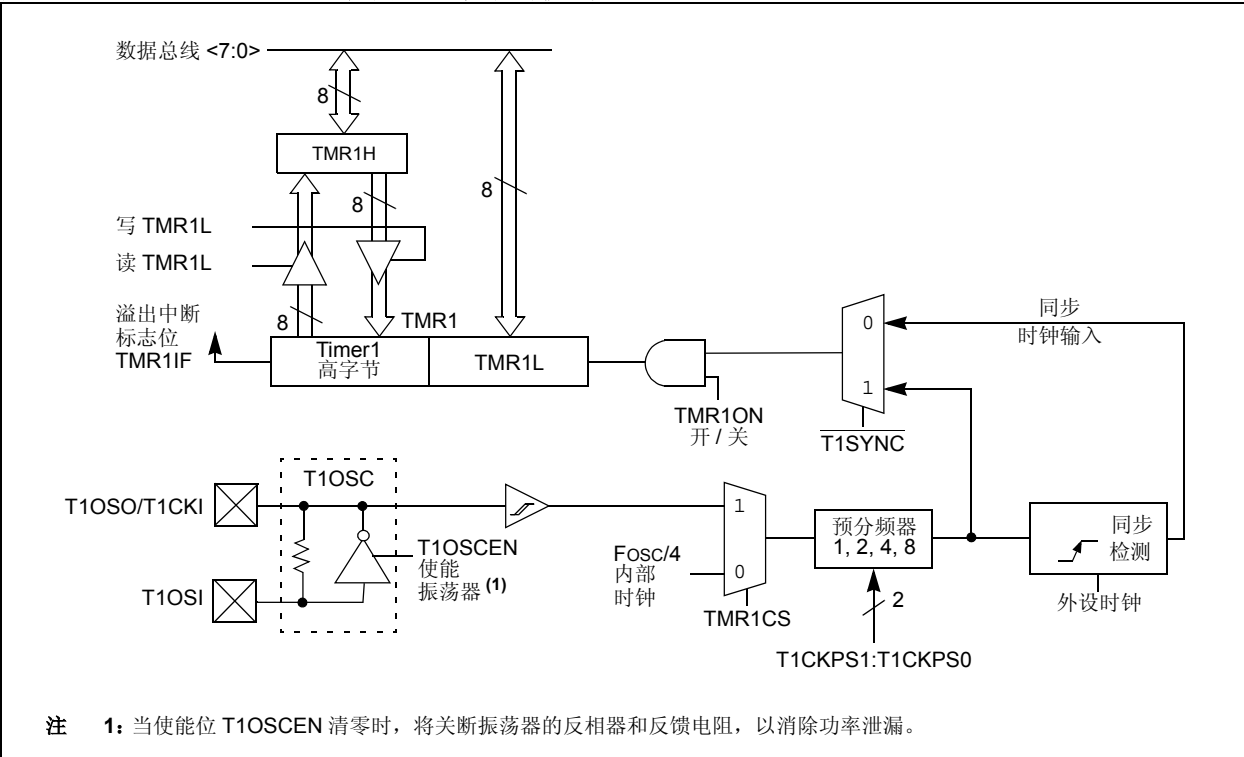 数据总线 <7:0>
8
TMR1H
8
8
写 TMR1L
读 TMR1L
溢出中断
标志位
TMR1IF
8
TMR1
Timer1
高字节
TMR1L
TMR1ON
开 / 关
0
1
T1SYNC
同步
时钟输入
T1OSC
T1OSO/T1CKI
T1OSI
T1OSCEN
使能
振荡器 (1)
FOSC/4
内部
时钟
1
0
TMR1CS
预分频器
1, 2, 4, 8
2
T1CKPS1:T1CKPS0
同步
检测
外设时钟
注 1: 当使能位 T1OSCEN 清零时，将关断振荡器的反相器和反馈电阻，以消除功率泄漏。